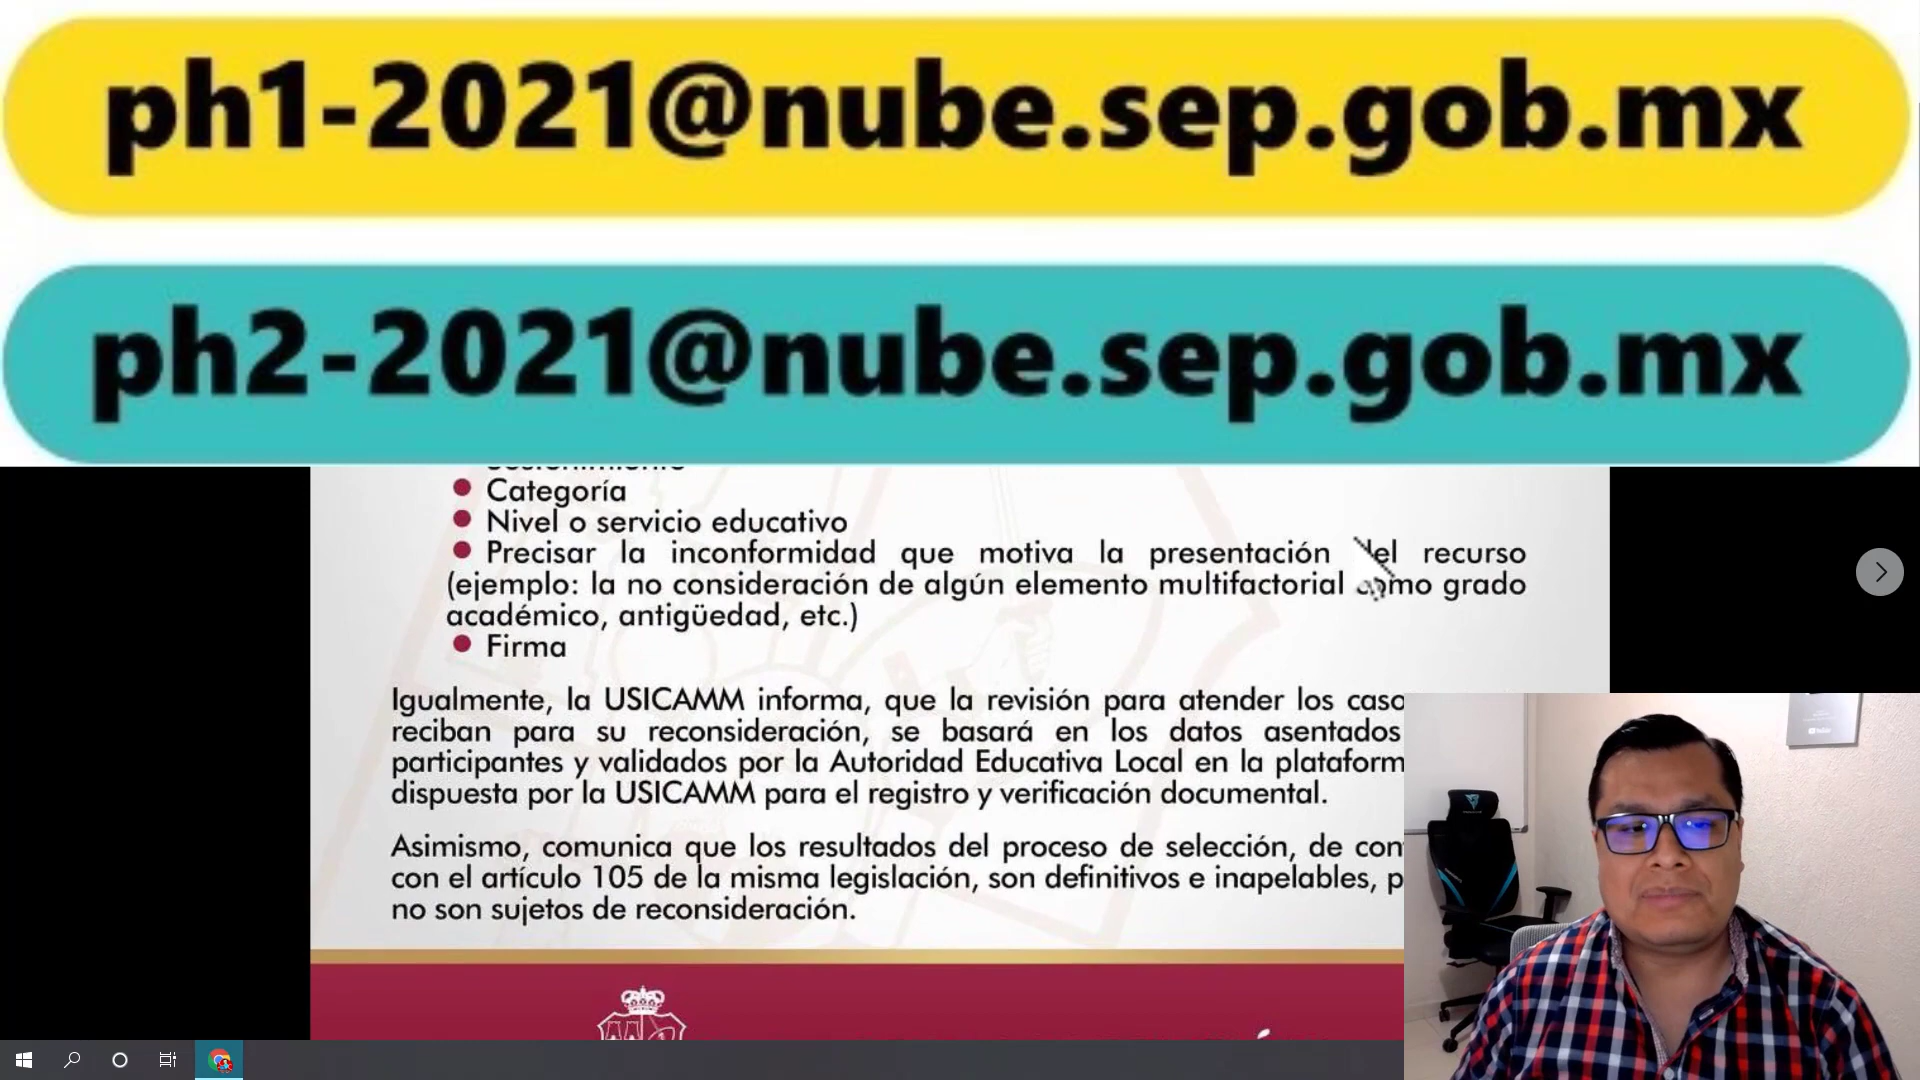 ph1-2021@nube.sep.gob.mx
ph2-2021@nube.sep.gob.mx
Categoría
Nivel o servicio educativo
Precisar la inconformidad que motiva la presentación del recurso
(ejemplo: la no consideración de algún elemento multifactorial como grado
académico, antigüedad, etc.)
Firma
Igualmente, la USICAMM informa, que la revisión para atender los caso
reciban para su reconsideración, se basará en los datos asentados
participantes y validados por la Autoridad Educativa Local en la plataform
dispuesta por la USICAMM para el registro y verificación documental.
Asimismo, comunica que los resultados del proceso de selección, de con
con el artículo 105 de la misma legislación, son definitivos e inapelables, p
no son sujetos de reconsideración.